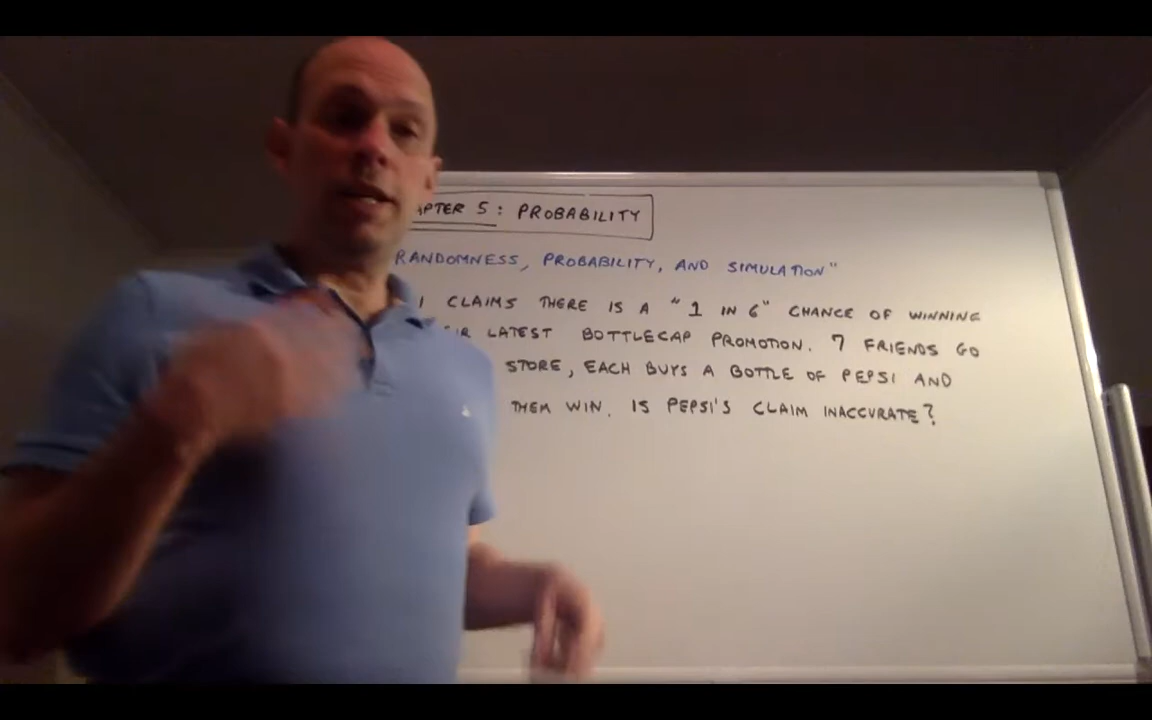 APTER 5: PROBABILITY
RANDOMNESS, PROBABILITY, AND SIMULATION"
CLAIMS THERE IS A "1 IN 6" CHANCE OF WINNING
LATEST BOTTLECAP PROMOTION. 7 FRIENDS GO
STORE, EACH BUYS A BOTTLE OF PEPSI AND
THEM WIN. IS PEPSI'S CLAIM INACCURATE?